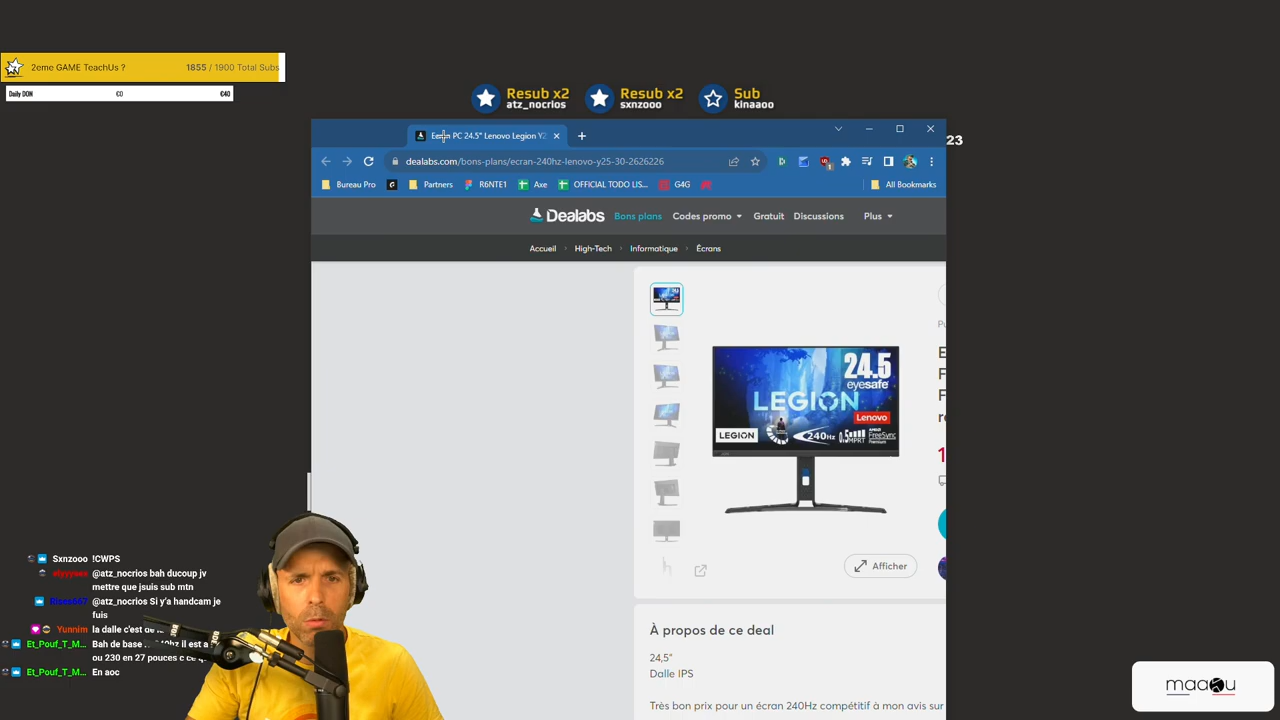 2eme GAME TeachUs ?
1855 / 1900 Total Subs
Daily DON
€0
€40
Resub x2
atz_nocrios
Resub x2
sxnzooo
Sub
kinaaoo
23
PC 24.5" Lenovo Legion Y2
dealabs.com/bons-plans/ecran-240hz-lenovo-y25-30-2626226
Bureau Pro
Partners
R6NTE1
Axe
OFFICIAL TODO LIS...
G4G
All Bookmarks
Dealabs
Bons plans
Codes promo
Gratuit
Discussions
Plus
Accueil > High-Tech > Informatique > Écrans
24.5
eyesafe
LEGION
Lenovo
LEGION
240Hz
MPRT
AMD
FreeSync
Premium
Afficher
À propos de ce deal
24,5"
Dalle IPS
Très bon prix pour un écran 240Hz compétitif à mon avis sur
Sxnzooo !CWPS
@atz_nocrios bah ducoup jv
mettre que jsuis sub mtn
@atz_nocrios Si y'a handcam je
fuis
Yunnim la dalle c'est de
Et_Pouf_T_M... Bah de base
il est a
ou 230 en 27 pouces c ce
Et_Pouf_T_M... En aoc
maaou